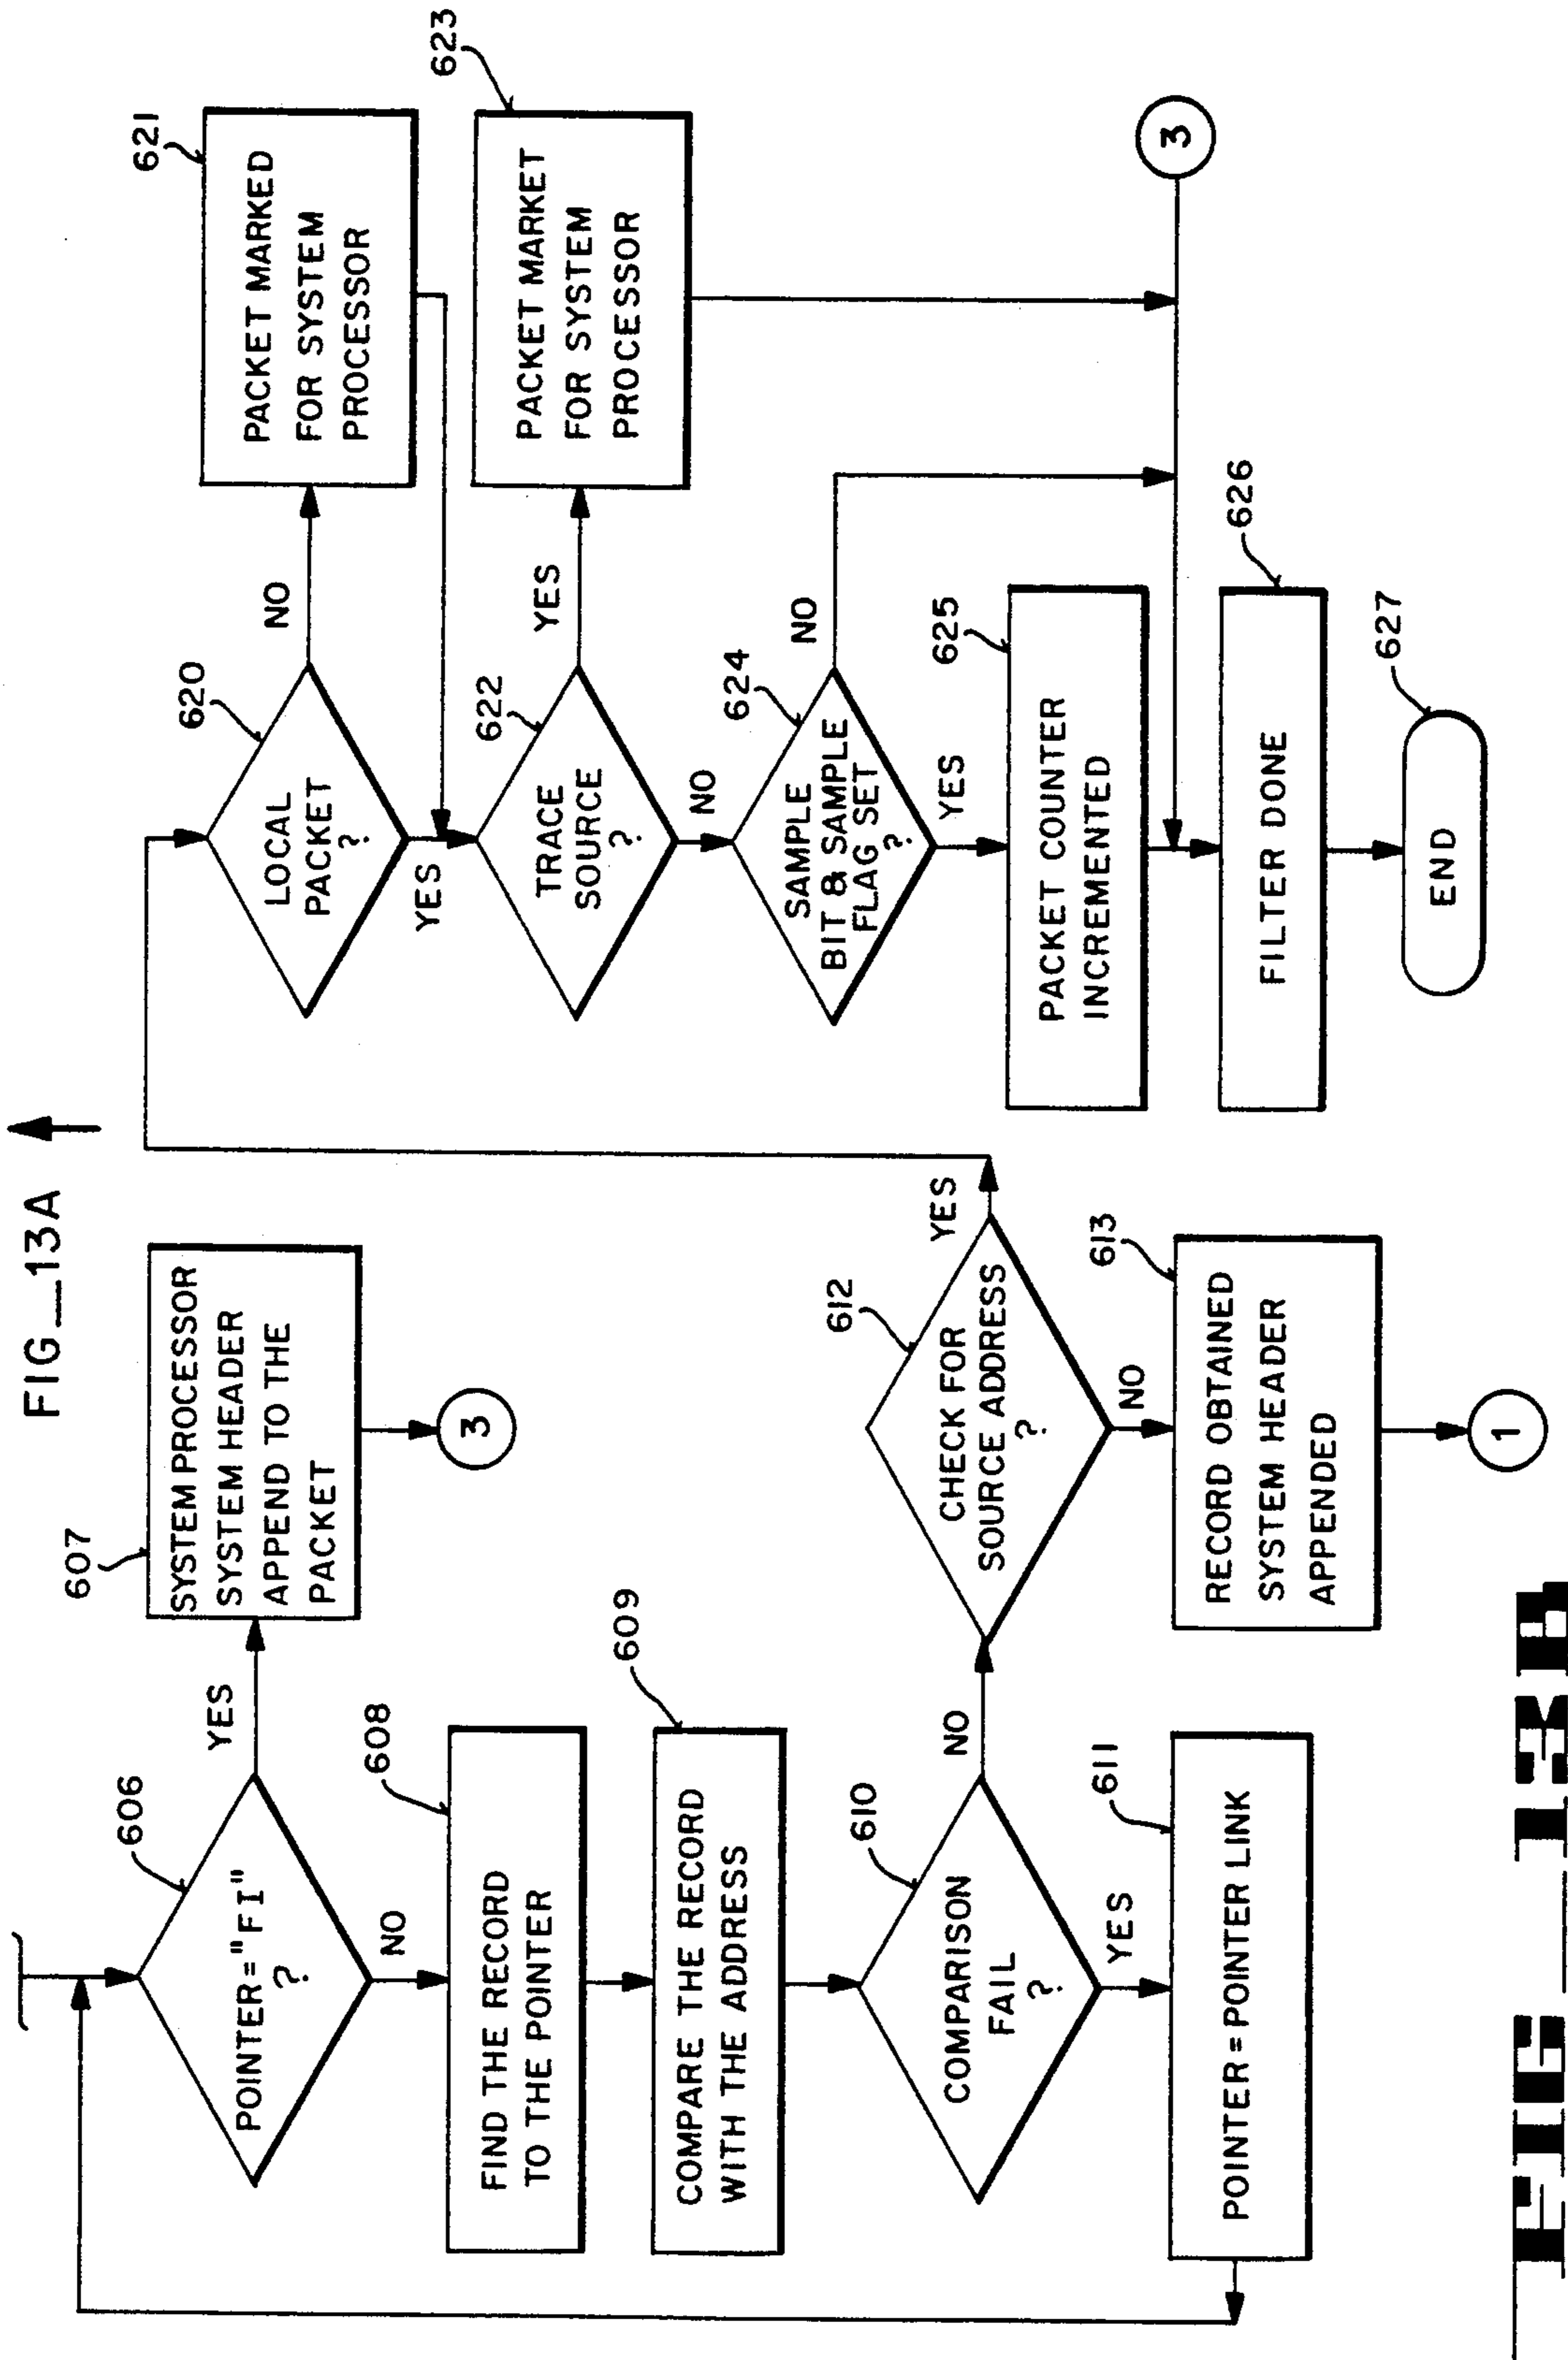 FIG_13A
606
POINTER="FI"
?
YES
NO
607
SYSTEM PROCESSOR
SYSTEM HEADER
APPEND TO THE
PACKET
3
608
FIND THE RECORD
TO THE POINTER
609
COMPARE THE RECORD
WITH THE ADDRESS
610
COMPARISON
FAIL
?
NO
YES
611
POINTER=POINTER LINK
612
CHECK FOR
SOURCE ADDRESS
?
YES
NO
613
RECORD OBTAINED
SYSTEM HEADER
APPENDED
1
620
LOCAL
PACKET
?
NO
YES
621
PACKET MARKED
FOR SYSTEM
PROCESSOR
622
TRACE
SOURCE
?
YES
NO
623
PACKET MARKET
FOR SYSTEM
PROCESSOR
624
SAMPLE
BIT & SAMPLE
FLAG SET
?
NO
YES
3
625
PACKET COUNTER
INCREMENTED
626
FILTER DONE
627
END
FIG_13B